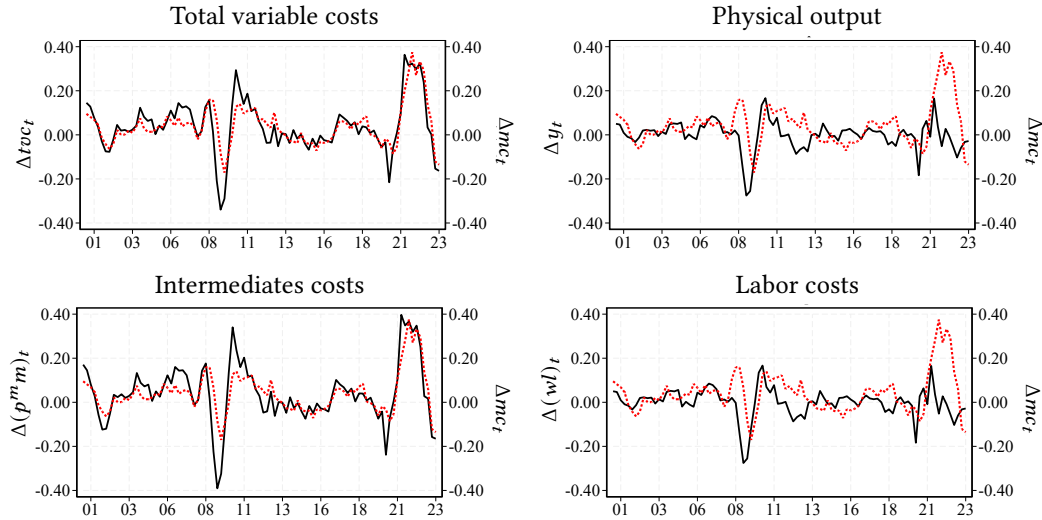 Total variable costs
Physical output
0.40
0.20
0.00
-0.20
-0.40
Δtvc_t
0.40
0.20
0.00
-0.20
-0.40
Δmc_t
01 03 06 08 11 13 16 18 21 23
0.40
0.20
0.00
-0.20
-0.40
Δy_t
0.40
0.20
0.00
-0.20
-0.40
Δmc_t
01 03 06 08 11 13 16 18 21 23
Intermediates costs
Labor costs
0.40
0.20
0.00
-0.20
-0.40
Δ(p^m m)_t
0.40
0.20
0.00
-0.20
-0.40
Δmc_t
01 03 06 08 11 13 16 18 21 23
0.40
0.20
0.00
-0.20
-0.40
Δ(wl)_t
0.40
0.20
0.00
-0.20
-0.40
Δmc_t
01 03 06 08 11 13 16 18 21 23